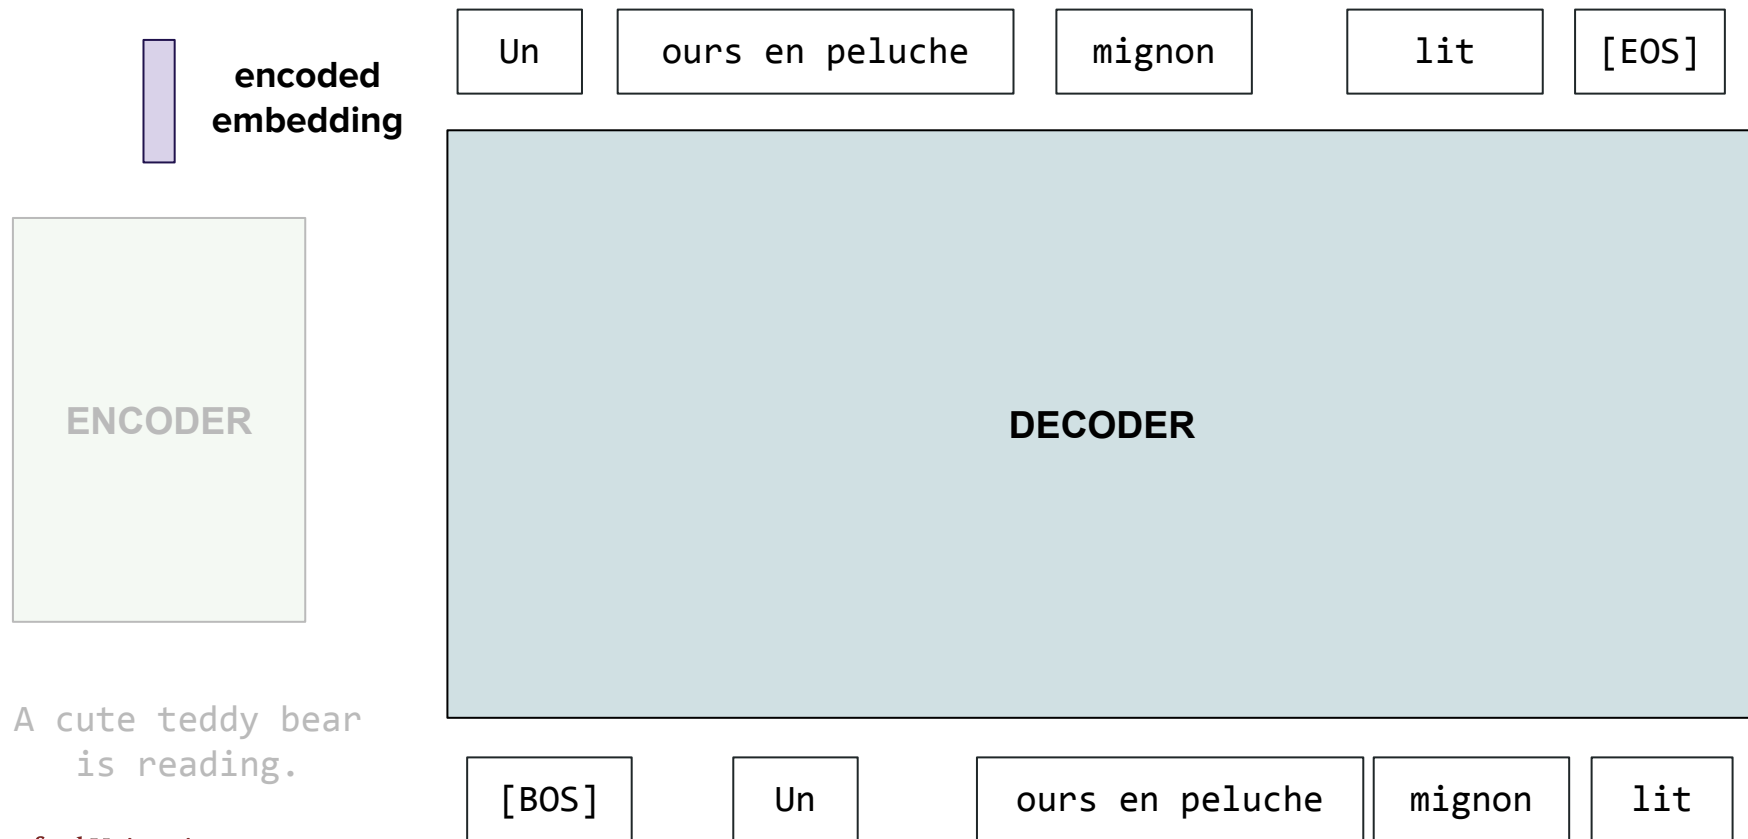 encoded
embedding
Un
ours en peluche
mignon
lit
[EOS]
ENCODER
DECODER
A cute teddy bear
is reading.
[BOS]
Un
ours en peluche
mignon
lit